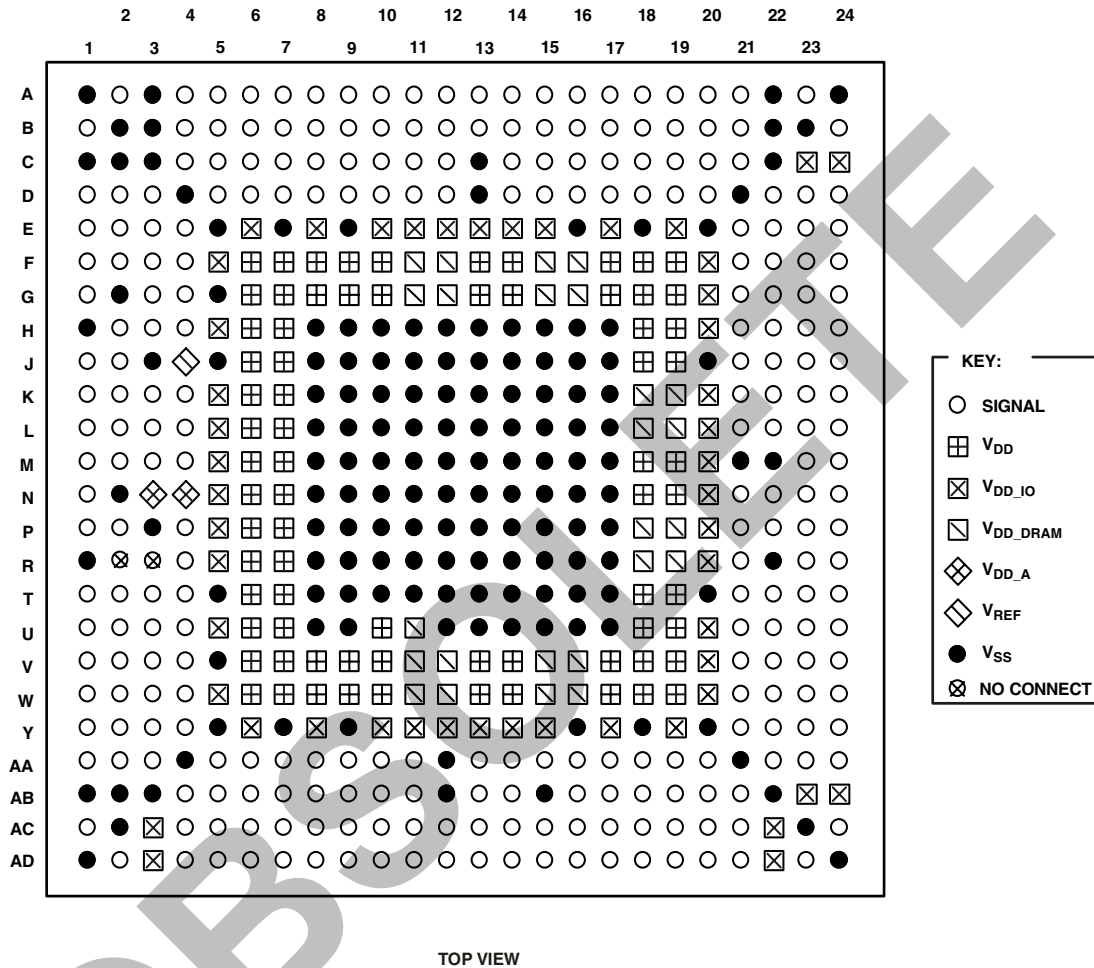 2 4 6 8 10 12 14 16 18 20 22 24
1 3 5 7 9 11 13 15 17 19 21 23
A
B
C
D
E
F
G
H
J
K
L
M
N
P
R
T
U
V
W
Y
AA
AB
AC
AD
KEY:
SIGNAL
VDD
VDD_IO
VDD_DRAM
VDD_A
VREF
VSS
NO CONNECT
TOP VIEW
OBSOLETE